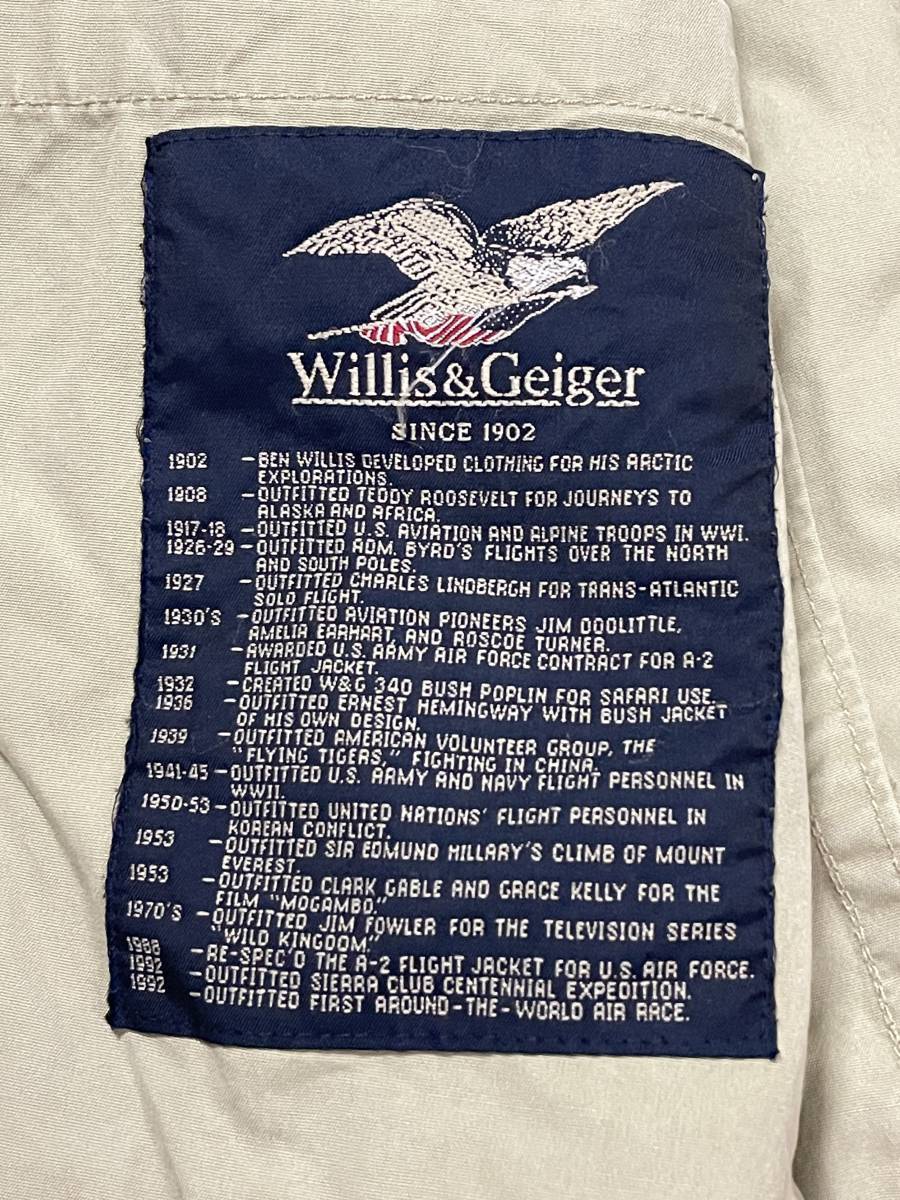 Willis&Geiger
SINCE 1902
1902 -BEN WILLIS DEVELOPED CLOTHING FOR HIS ARCTIC
EXPLORATIONS.
1908 -OUTFITTED TEDDY ROOSEVELT FOR JOURNEYS TO
ALASKA AND AFRICA.
1917-18 -OUTFITTED U.S. AVIATION AND ALPINE TROOPS IN WWI.
1926-29 -OUTFITTED ADM. BYRD'S FLIGHTS OVER THE NORTH
AND SOUTH POLES.
1927 -OUTFITTED CHARLES LINDBERGH FOR TRANS-ATLANTIC
SOLO FLIGHT.
1930'S -OUTFITTED AVIATION PIONEERS JIM DOOLITTLE,
AMELIA EARHART, AND ROSCOE TURNER.
1931 -AWARDED U.S. ARMY AIR FORCE CONTRACT FOR A-2
FLIGHT JACKET.
1932 -CREATED W&G 340 BUSH POPLIN FOR SAFARI USE.
1936 -OUTFITTED ERNEST HEMINGWAY WITH BUSH JACKET
OF HIS OWN DESIGN.
1939 -OUTFITTED AMERICAN VOLUNTEER GROUP, THE
"FLYING TIGERS," FIGHTING IN CHINA.
1941-45 -OUTFITTED U.S. ARMY AND NAVY FLIGHT PERSONNEL IN
WWII.
1950-53 -OUTFITTED UNITED NATIONS' FLIGHT PERSONNEL IN
KOREAN CONFLICT.
1953 -OUTFITTED SIR EDMUND HILLARY'S CLIMB OF MOUNT
EVEREST.
1953 -OUTFITTED CLARK GABLE AND GRACE KELLY FOR THE
FILM "MOGAMBO."
1970'S -OUTFITTED JIM FOWLER FOR THE TELEVISION SERIES
"WILD KINGDOM."
1988 -RE-SPEC'D THE A-2 FLIGHT JACKET FOR U.S. AIR FORCE.
1992 -OUTFITTED SIERRA CLUB CENTENNIAL EXPEDITION.
1992 -OUTFITTED FIRST AROUND-THE-WORLD AIR RACE.